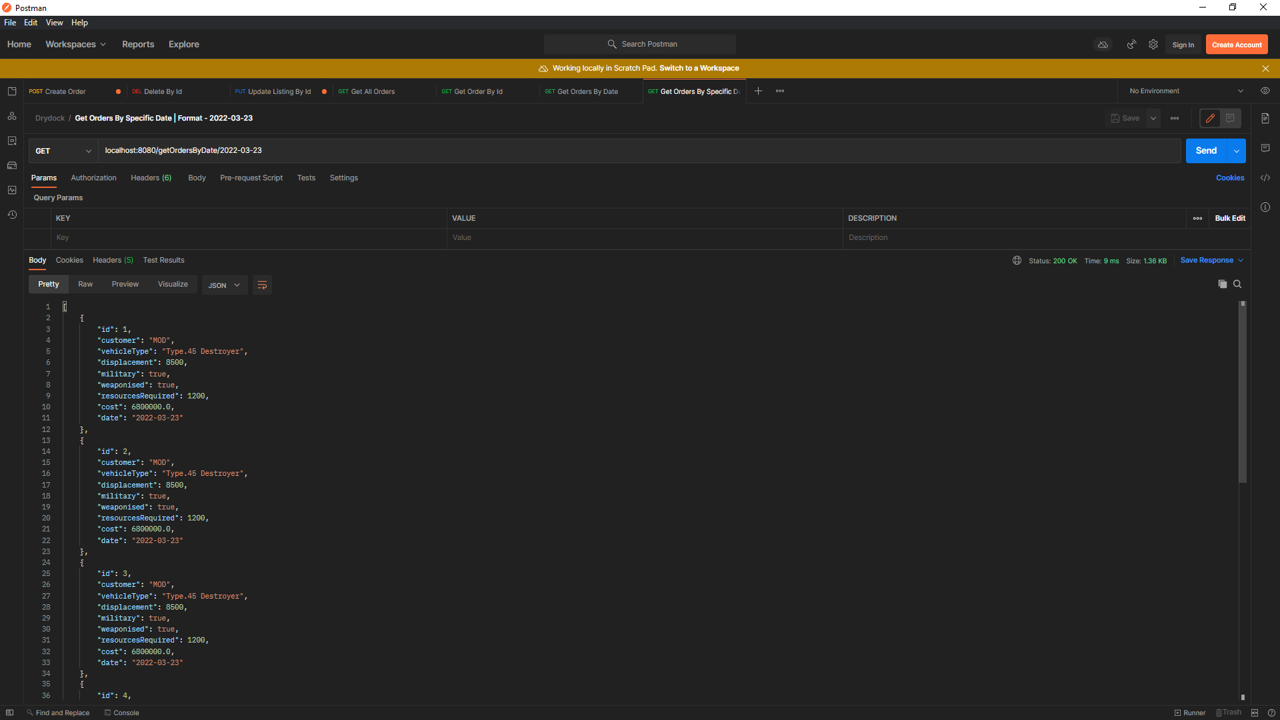 Postman
File Edit View Help
Home Workspaces Reports Explore Search Postman Sign In Create Account
Working locally in Scratch Pad. Switch to a Workspace
POST Create Order DEL Delete By Id PUT Update Listing By Id GET Get All Orders GET Get Order By Id GET Get Orders By Date GET Get Orders By Specific D No Environment
Drydock / Get Orders By Specific Date | Format - 2022-03-23 Save
GET localhost:8080/getOrdersByDate/2022-03-23 Send
Params Authorization Headers (6) Body Pre-request Script Tests Settings Cookies
Query Params
KEY VALUE DESCRIPTION Bulk Edit
Key Value Description
Body Cookies Headers (5) Test Results Status: 200 OK Time: 9 ms Size: 1.36 KB Save Response
Pretty Raw Preview Visualize JSON
1 [
2 {
3 "id": 1,
4 "customer": "MOD",
5 "vehicleType": "Type.45 Destroyer",
6 "displacement": 8500,
7 "military": true,
8 "weaponised": true,
9 "resourcesRequired": 1200,
10 "cost": 6800000.0,
11 "date": "2022-03-23"
12 },
13 {
14 "id": 2,
15 "customer": "MOD",
16 "vehicleType": "Type.45 Destroyer",
17 "displacement": 8500,
18 "military": true,
19 "weaponised": true,
20 "resourcesRequired": 1200,
21 "cost": 6800000.0,
22 "date": "2022-03-23"
23 },
24 {
25 "id": 3,
26 "customer": "MOD",
27 "vehicleType": "Type.45 Destroyer",
28 "displacement": 8500,
29 "military": true,
30 "weaponised": true,
31 "resourcesRequired": 1200,
32 "cost": 6800000.0,
33 "date": "2022-03-23"
34 },
35 {
36 "id": 4,
Find and Replace Console Runner Trash